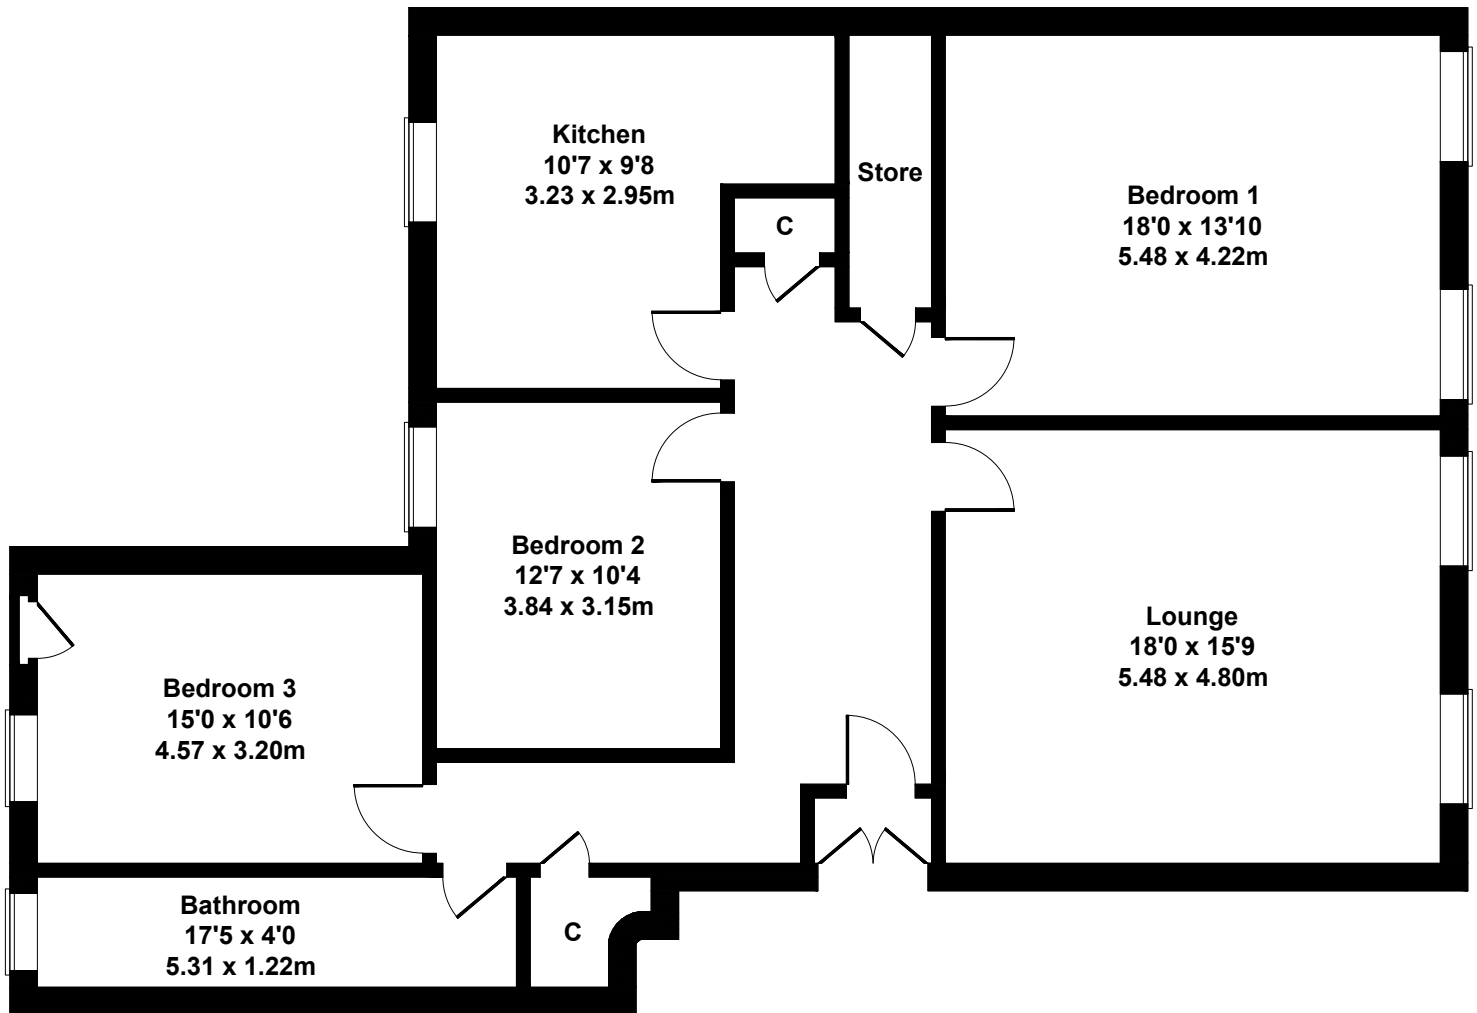 Kitchen
10'7 x 9'8
3.23 x 2.95m
Store
C
Bedroom 1
18'0 x 13'10
5.48 x 4.22m
Bedroom 2
12'7 x 10'4
3.84 x 3.15m
Lounge
18'0 x 15'9
5.48 x 4.80m
Bedroom 3
15'0 x 10'6
4.57 x 3.20m
Bathroom
17'5 x 4'0
5.31 x 1.22m
C